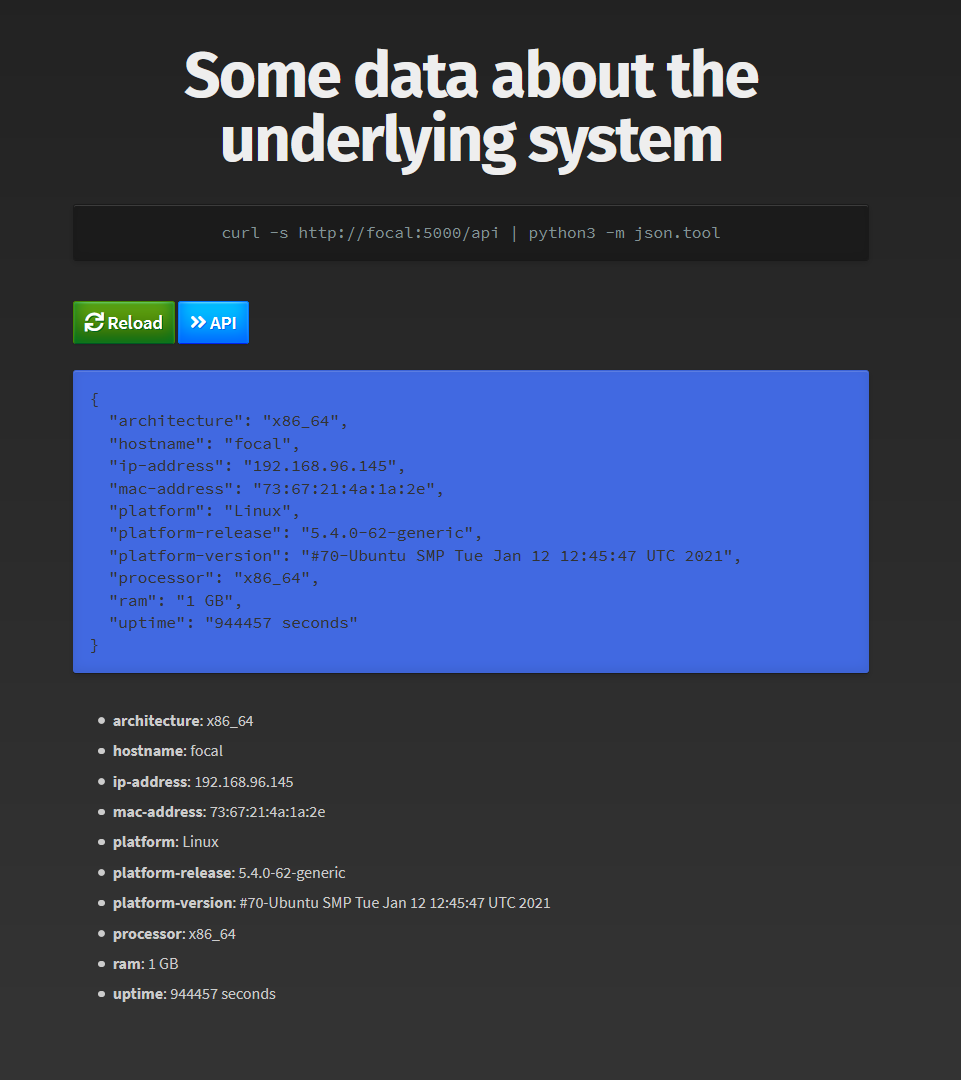 Some data about the
underlying system
curl -s http://focal:5000/api | python3 -m json.tool
Reload
API
{
  "architecture": "x86_64",
  "hostname": "focal",
  "ip-address": "192.168.96.145",
  "mac-address": "73:67:21:4a:1a:2e",
  "platform": "Linux",
  "platform-release": "5.4.0-62-generic",
  "platform-version": "#70-Ubuntu SMP Tue Jan 12 12:45:47 UTC 2021",
  "processor": "x86_64",
  "ram": "1 GB",
  "uptime": "944457 seconds"
}
architecture: x86_64
hostname: focal
ip-address: 192.168.96.145
mac-address: 73:67:21:4a:1a:2e
platform: Linux
platform-release: 5.4.0-62-generic
platform-version: #70-Ubuntu SMP Tue Jan 12 12:45:47 UTC 2021
processor: x86_64
ram: 1 GB
uptime: 944457 seconds